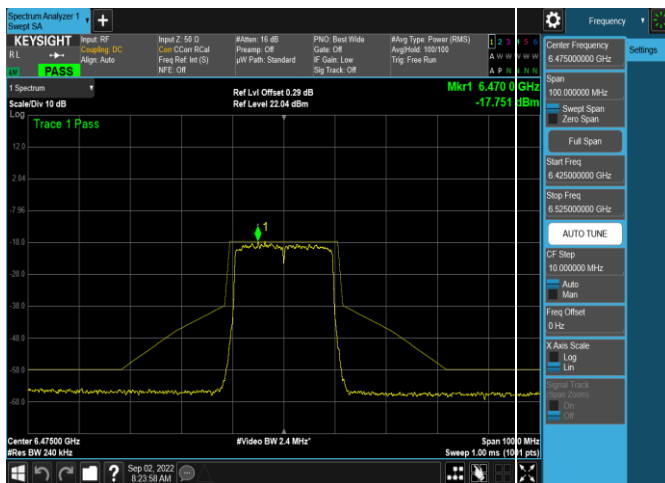 Spectrum Analyzer 1
Swept SA
+
Frequency
KEYSIGHT
RL
PASS
Input: RF
Coupling: DC
Align: Auto
Input Z: 50 Ω
Corr CCorr RCal
Freq Ref: Int (S)
NFE: Off
#Atten: 16 dB
Preamp: Off
µW Path: Standard
PNO: Best Wide
Gate: Off
IF Gain: Low
Sig Track: Off
#Avg Type: Power (RMS)
Avg|Hold: 100/100
Trig: Free Run
1 2 3 4 5 6
A P N N N N
1 Spectrum
Scale/Div 10 dB
Log
Ref Lvl Offset 0.29 dB
Ref Level 22.04 dBm
Mkr1 6.470 0 GHz
-17.751 dBm
Trace 1 Pass
12.0
2.04
-7.96
-18.0
-28.0
-38.0
-48.0
-58.0
-68.0
1
Center 6.47500 GHz
#Res BW 240 kHz
#Video BW 2.4 MHz*
Span 100.0 MHz
Sweep 1.00 ms (1001 pts)
Sep 02, 2022
8:23:58 AM
?
Settings
Center Frequency
6.475000000 GHz
Span
100.000000 MHz
Swept Span
Zero Span
Full Span
Start Freq
6.425000000 GHz
Stop Freq
6.525000000 GHz
AUTO TUNE
CF Step
10.000000 MHz
Auto
Man
Freq Offset
0 Hz
X Axis Scale
Log
Lin
Signal Track
(Span Zoom)
On
Off